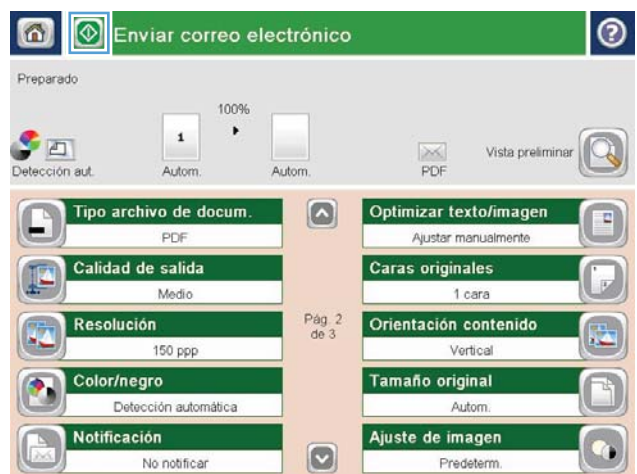 Enviar correo electrónico
Preparado
100%
1
Detección aut.
Autom.
Autom.
PDF
Vista preliminar
Tipo archivo de docum.
PDF
Optimizar texto/imagen
Ajustar manualmente
Calidad de salida
Medio
Caras originales
1 cara
Resolución
150 ppp
Pág. 2
de 3
Orientación contenido
Vertical
Color/negro
Detección automática
Tamaño original
Autom.
Notificación
No notificar
Ajuste de imagen
Predeterm.